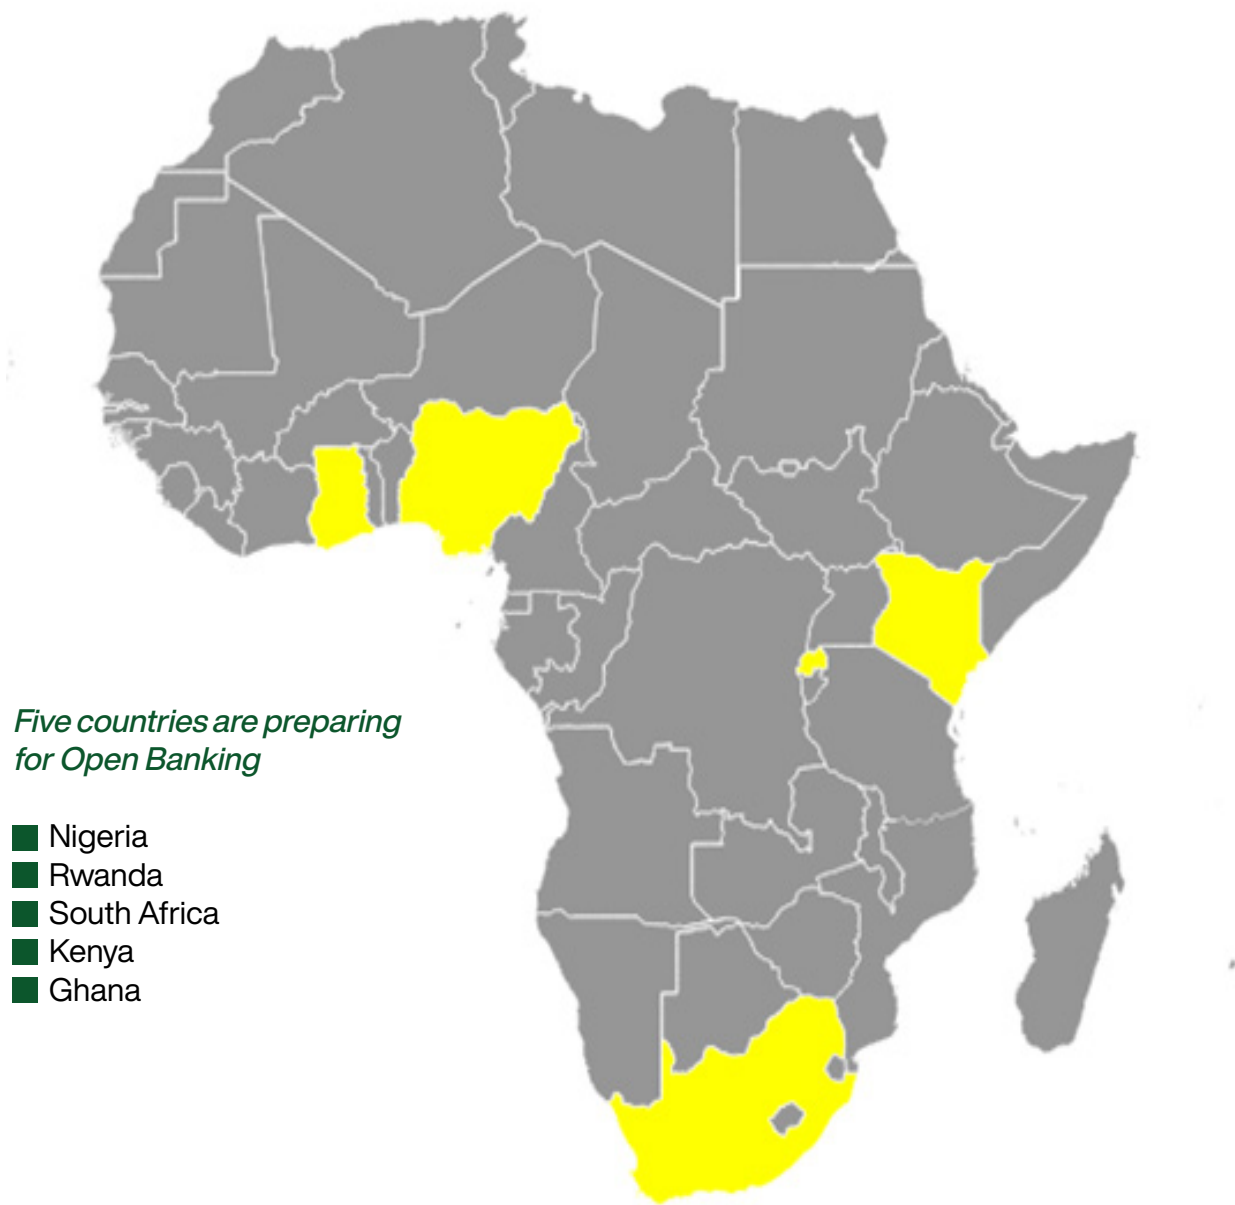 Five countries are preparing
for Open Banking
Nigeria
Rwanda
South Africa
Kenya
Ghana